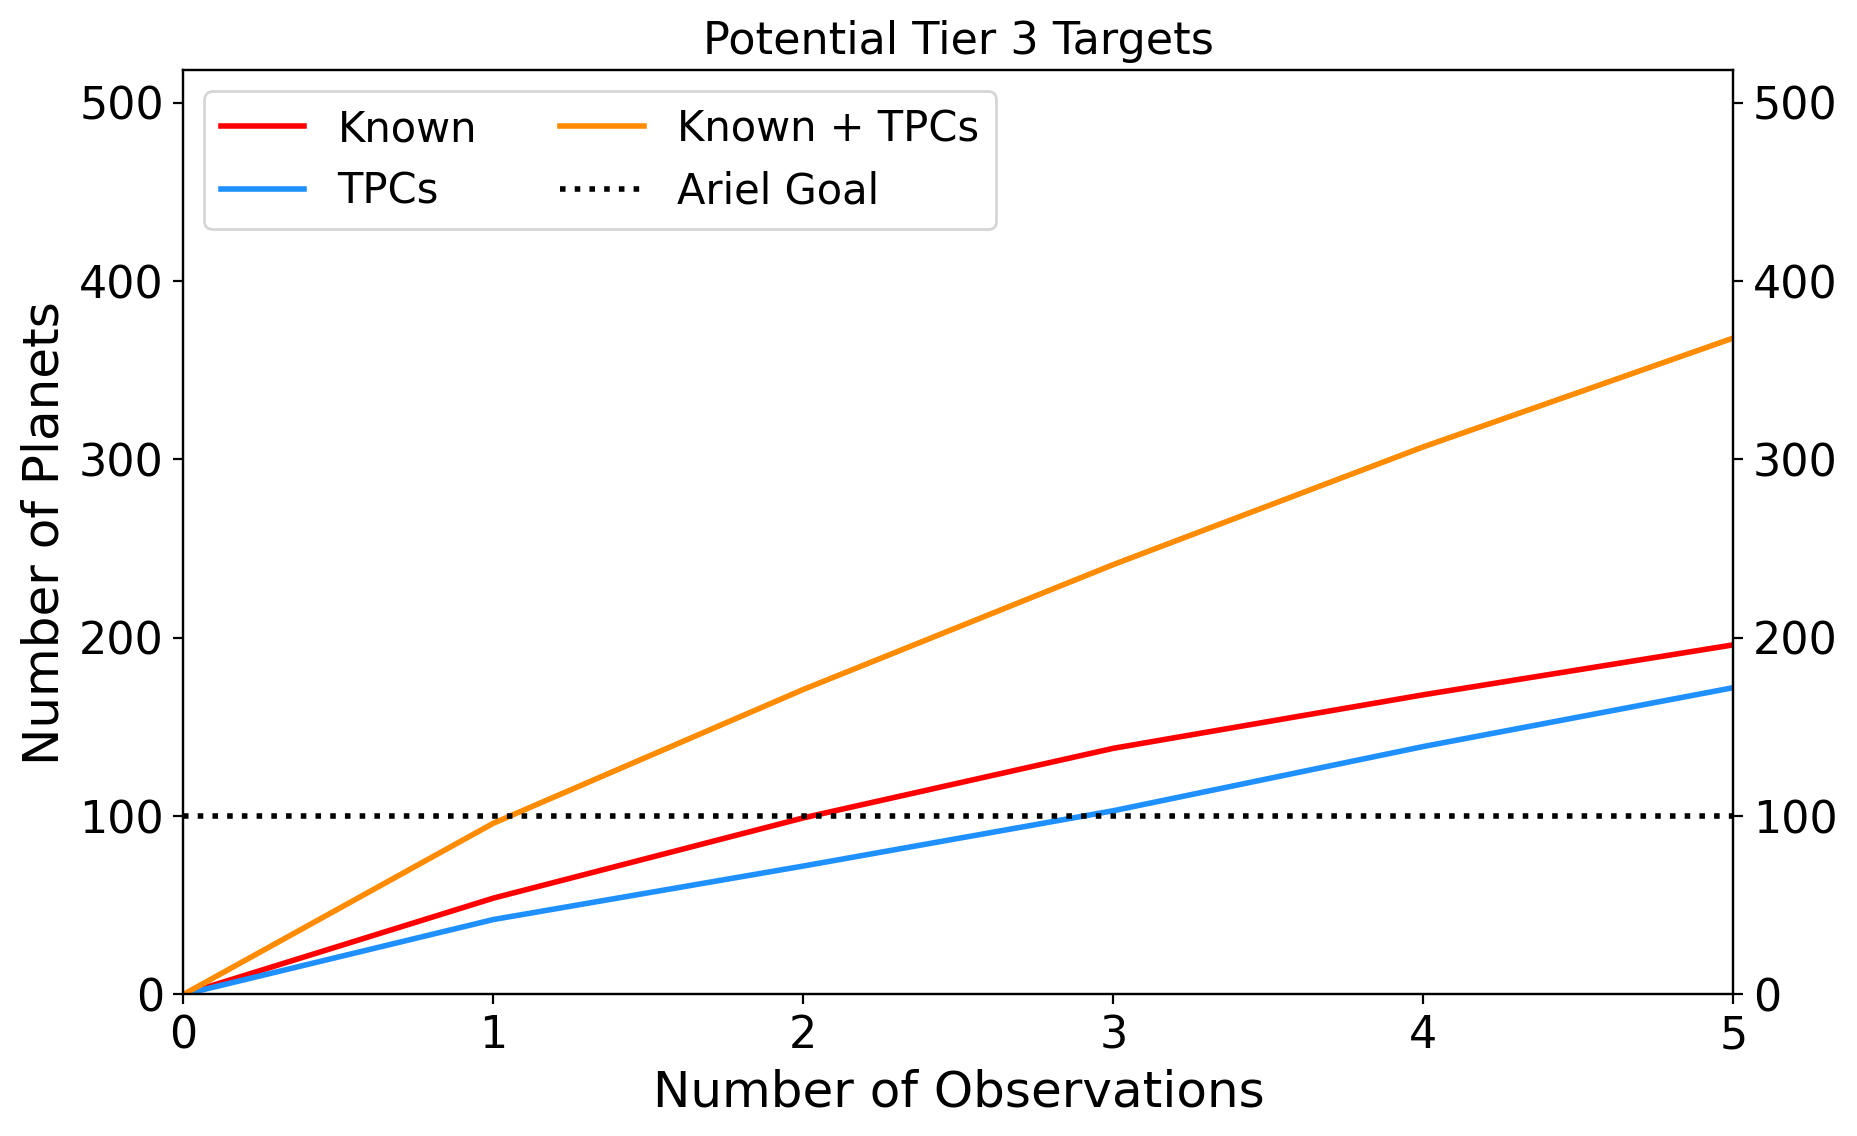 Potential Tier 3 Targets
Known
TPCs
Known + TPCs
Ariel Goal
Number of Planets
500
400
300
200
100
0
500
400
300
200
100
0
0 1 2 3 4 5
Number of Observations